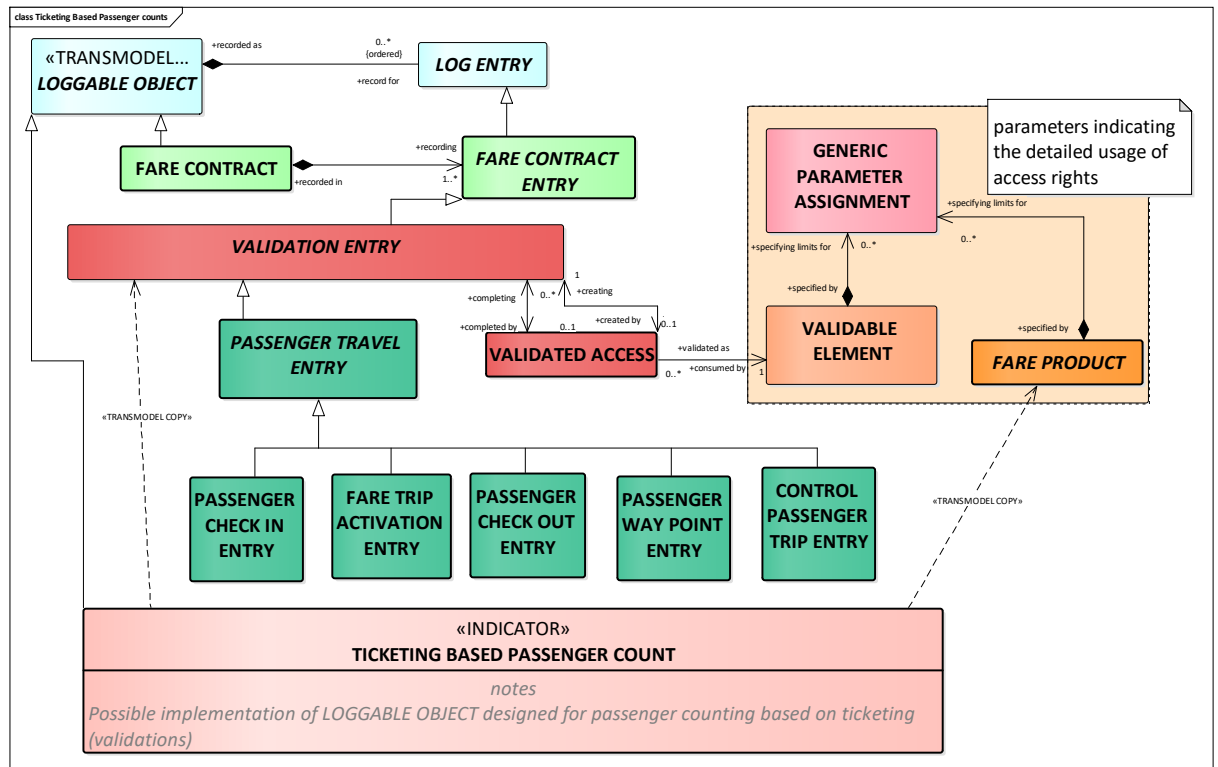 class Ticketing Based Passenger counts
«TRANSMODEL...
LOGGABLE OBJECT
+recorded as
0..*
{ordered}
+record for
LOG ENTRY
FARE CONTRACT
+recorded in
+recording
1..*
FARE CONTRACT
ENTRY
parameters indicating
the detailed usage of
access rights
GENERIC
PARAMETER
ASSIGNMENT
+specifying limits for
0..*
+specifying limits for
0..*
VALIDATION ENTRY
+completing
0..*
1
+creating
+completed by
0..1
+created by
0..1
+specified by
+specified by
PASSENGER TRAVEL
ENTRY
VALIDATED ACCESS
+validated as
0..*
+consumed by
1
VALIDABLE
ELEMENT
FARE PRODUCT
«TRANSMODEL COPY»
«TRANSMODEL COPY»
PASSENGER
CHECK IN
ENTRY
FARE TRIP
ACTIVATION
ENTRY
PASSENGER
CHECK OUT
ENTRY
PASSENGER
WAY POINT
ENTRY
CONTROL
PASSENGER
TRIP ENTRY
«INDICATOR»
TICKETING BASED PASSENGER COUNT
notes
Possible implementation of LOGGABLE OBJECT designed for passenger counting based on ticketing
(validations)